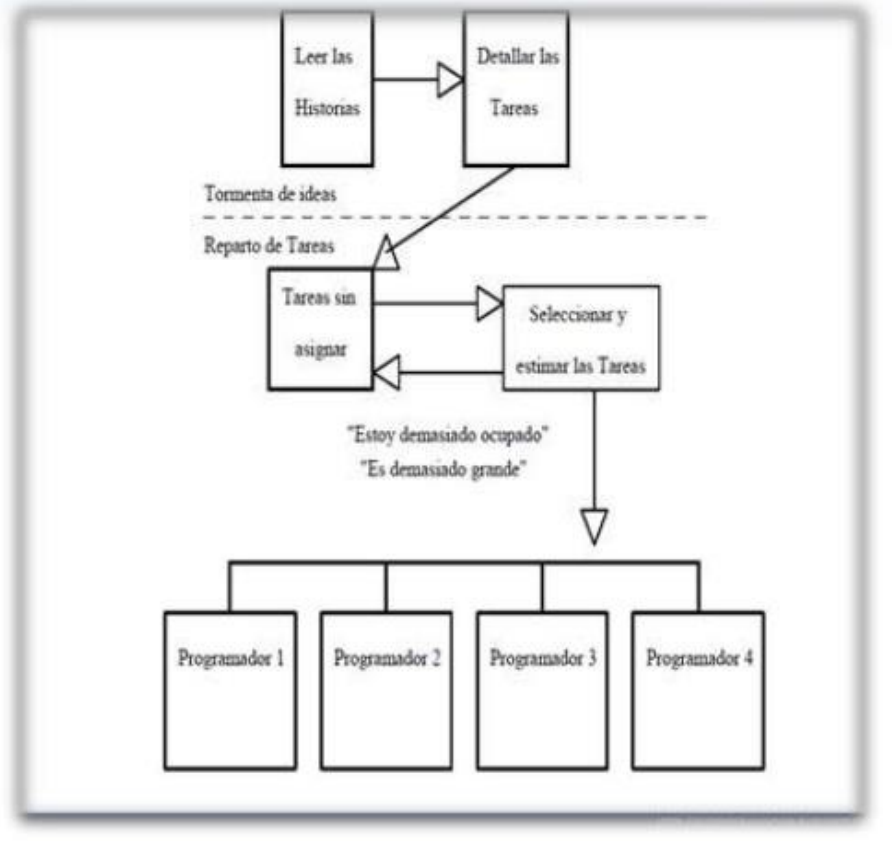 Leer las
Historias
Detallar las
Tareas
Tormenta de ideas
Reparto de Tareas
Tareas sin
asignar
Seleccionar y
estimar las Tareas
"Estoy demasiado ocupado"
"Es demasiado grande"
Programador 1
Programador 2
Programador 3
Programador 4